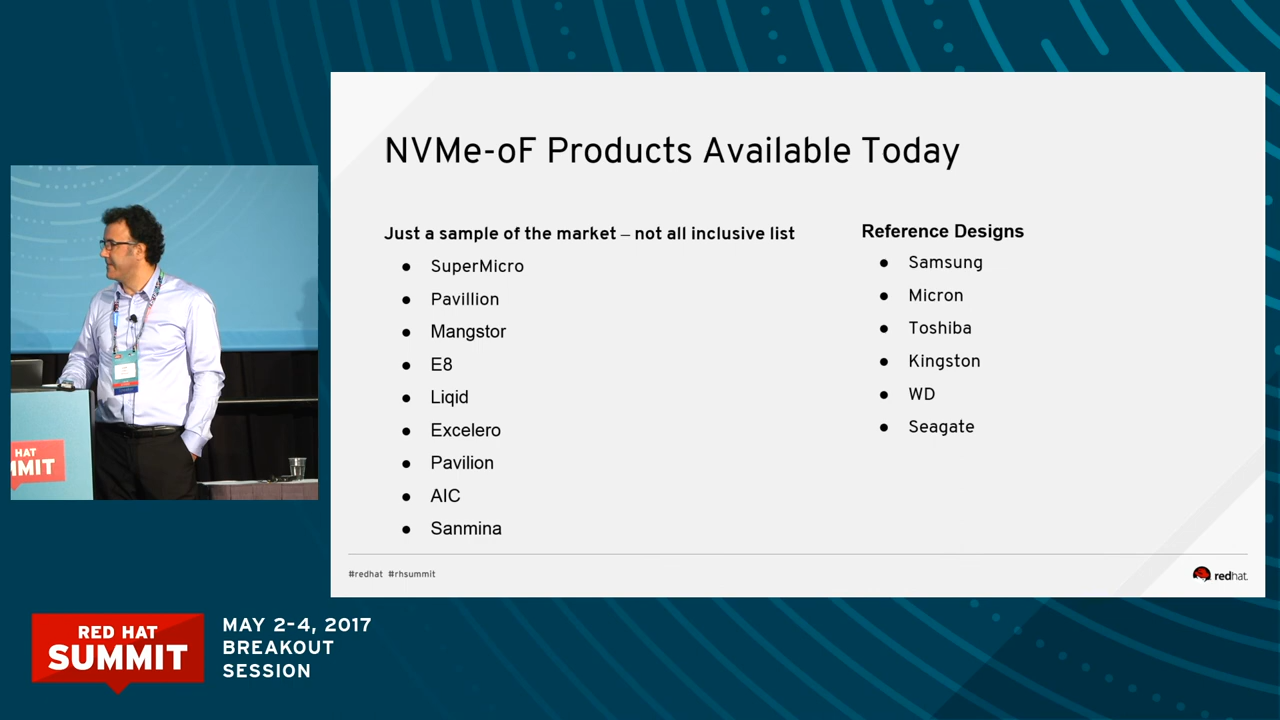 NVMe-oF Products Available Today
Just a sample of the market – not all inclusive list
● SuperMicro
● Pavillion
● Mangstor
● E8
● Liqid
● Excelero
● Pavilion
● AIC
● Sanmina
Reference Designs
● Samsung
● Micron
● Toshiba
● Kingston
● WD
● Seagate
#redhat #rhsummit
redhat.
HAT
MMIT
RED HAT
SUMMIT
MAY 2-4, 2017
BREAKOUT
SESSION